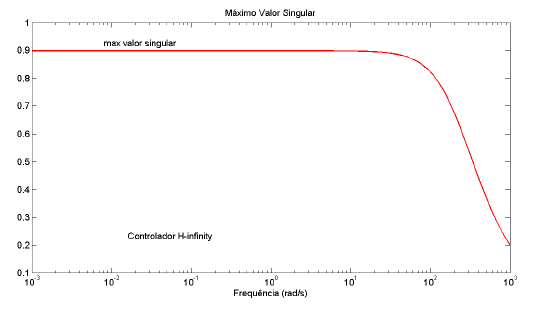 Máximo Valor Singular
1
max valor singular
0.9
0.8
0.7
0.6
0.5
0.4
0.3
Controlador H-infinity
0.2
0.1
10⁻³ 10⁻² 10⁻¹ 10⁰ 10¹ 10² 10³
Frequência (rad/s)